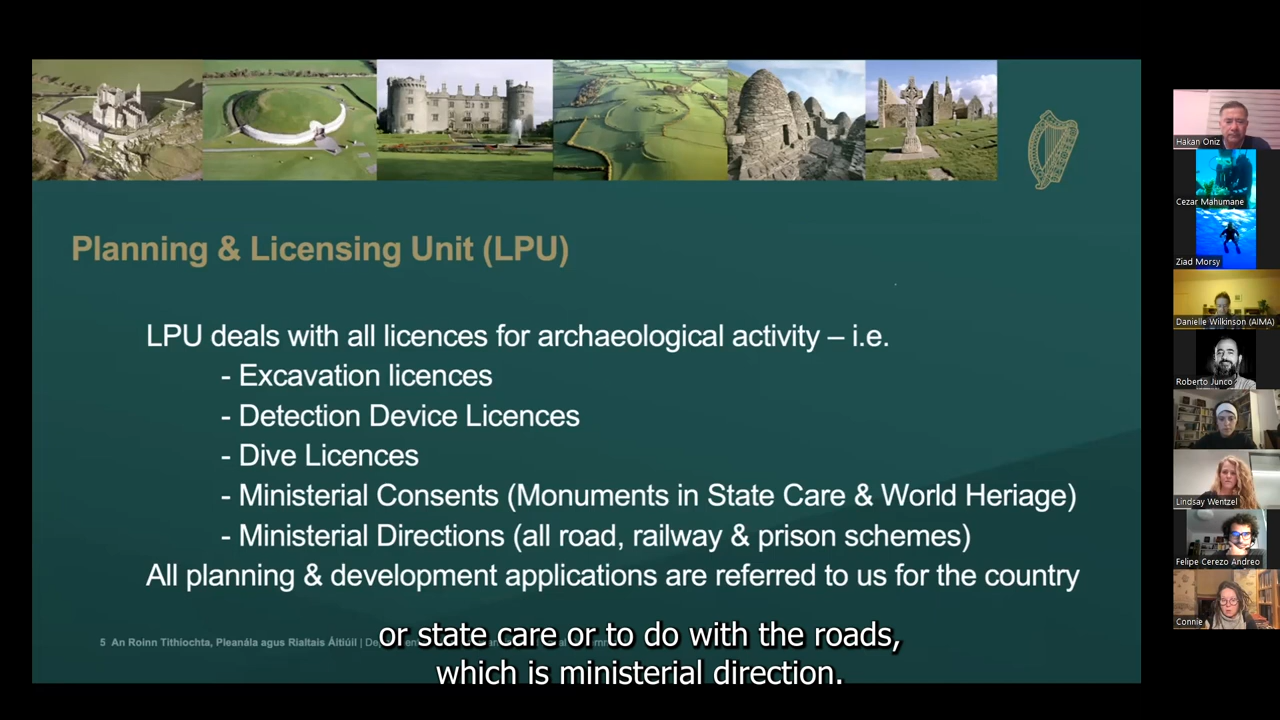 Planning & Licensing Unit (LPU)
LPU deals with all licences for archaeological activity – i.e.
- Excavation licences
- Detection Device Licences
- Dive Licences
- Ministerial Consents (Monuments in State Care & World Heriage)
- Ministerial Directions (all road, railway & prison schemes)
All planning & development applications are referred to us for the country
5 An Roinn Tithíochta, Pleanála agus Rialtais Áitiúil |
or state care or to do with the roads,
which is ministerial direction.
Hakan Oniz
Cezar Mahumane
Ziad Morsy
Danielle Wilkinson (AIMA)
Roberto Junco
Lindsay Wentzel
Felipe Cerezo Andreo
Connie